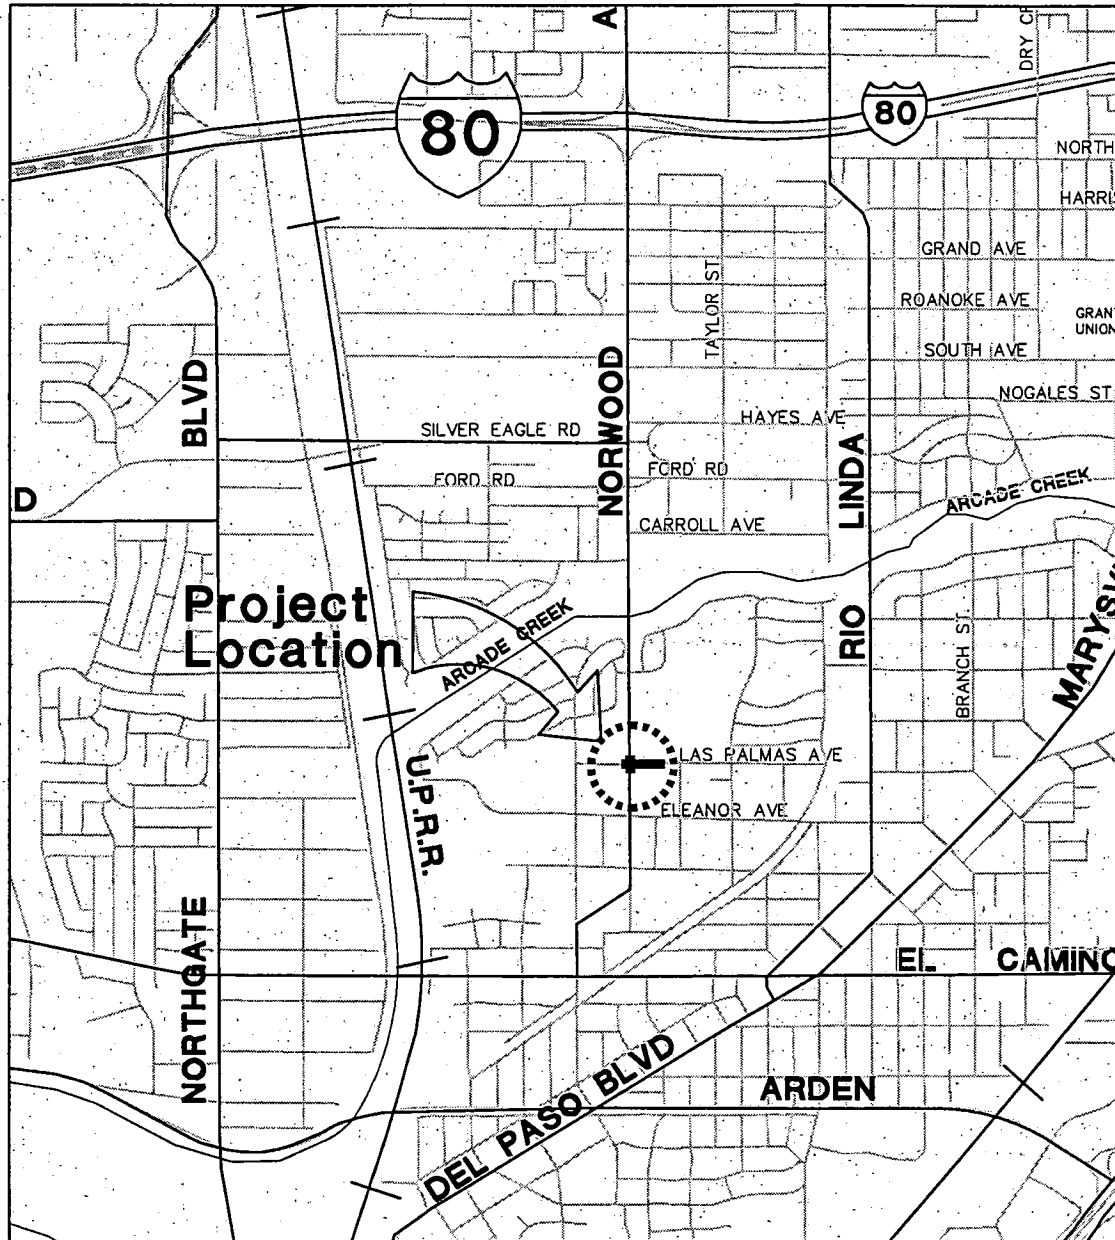 A
DRY
80
80
NORTH
HARRIS
GRAND AVE
TAYLOR ST
ROANOKE AVE
GRANT
UNION
SOUTH AVE
BLVD
NORWOOD
NOGALES ST
HAYES AVE
SILVER EAGLE RD
LINDA
FORD RD
FORD RD
D
ARCADE CREEK
CARROLL AVE
Project
Location
ARCADE CREEK
RIO
BRANCH ST.
MARYSV
LAS PALMAS AVE
U.P.R.R.
ELEANOR AVE
NORTHGATE
EL CAMINO
DEL PASO BLVD
ARDEN